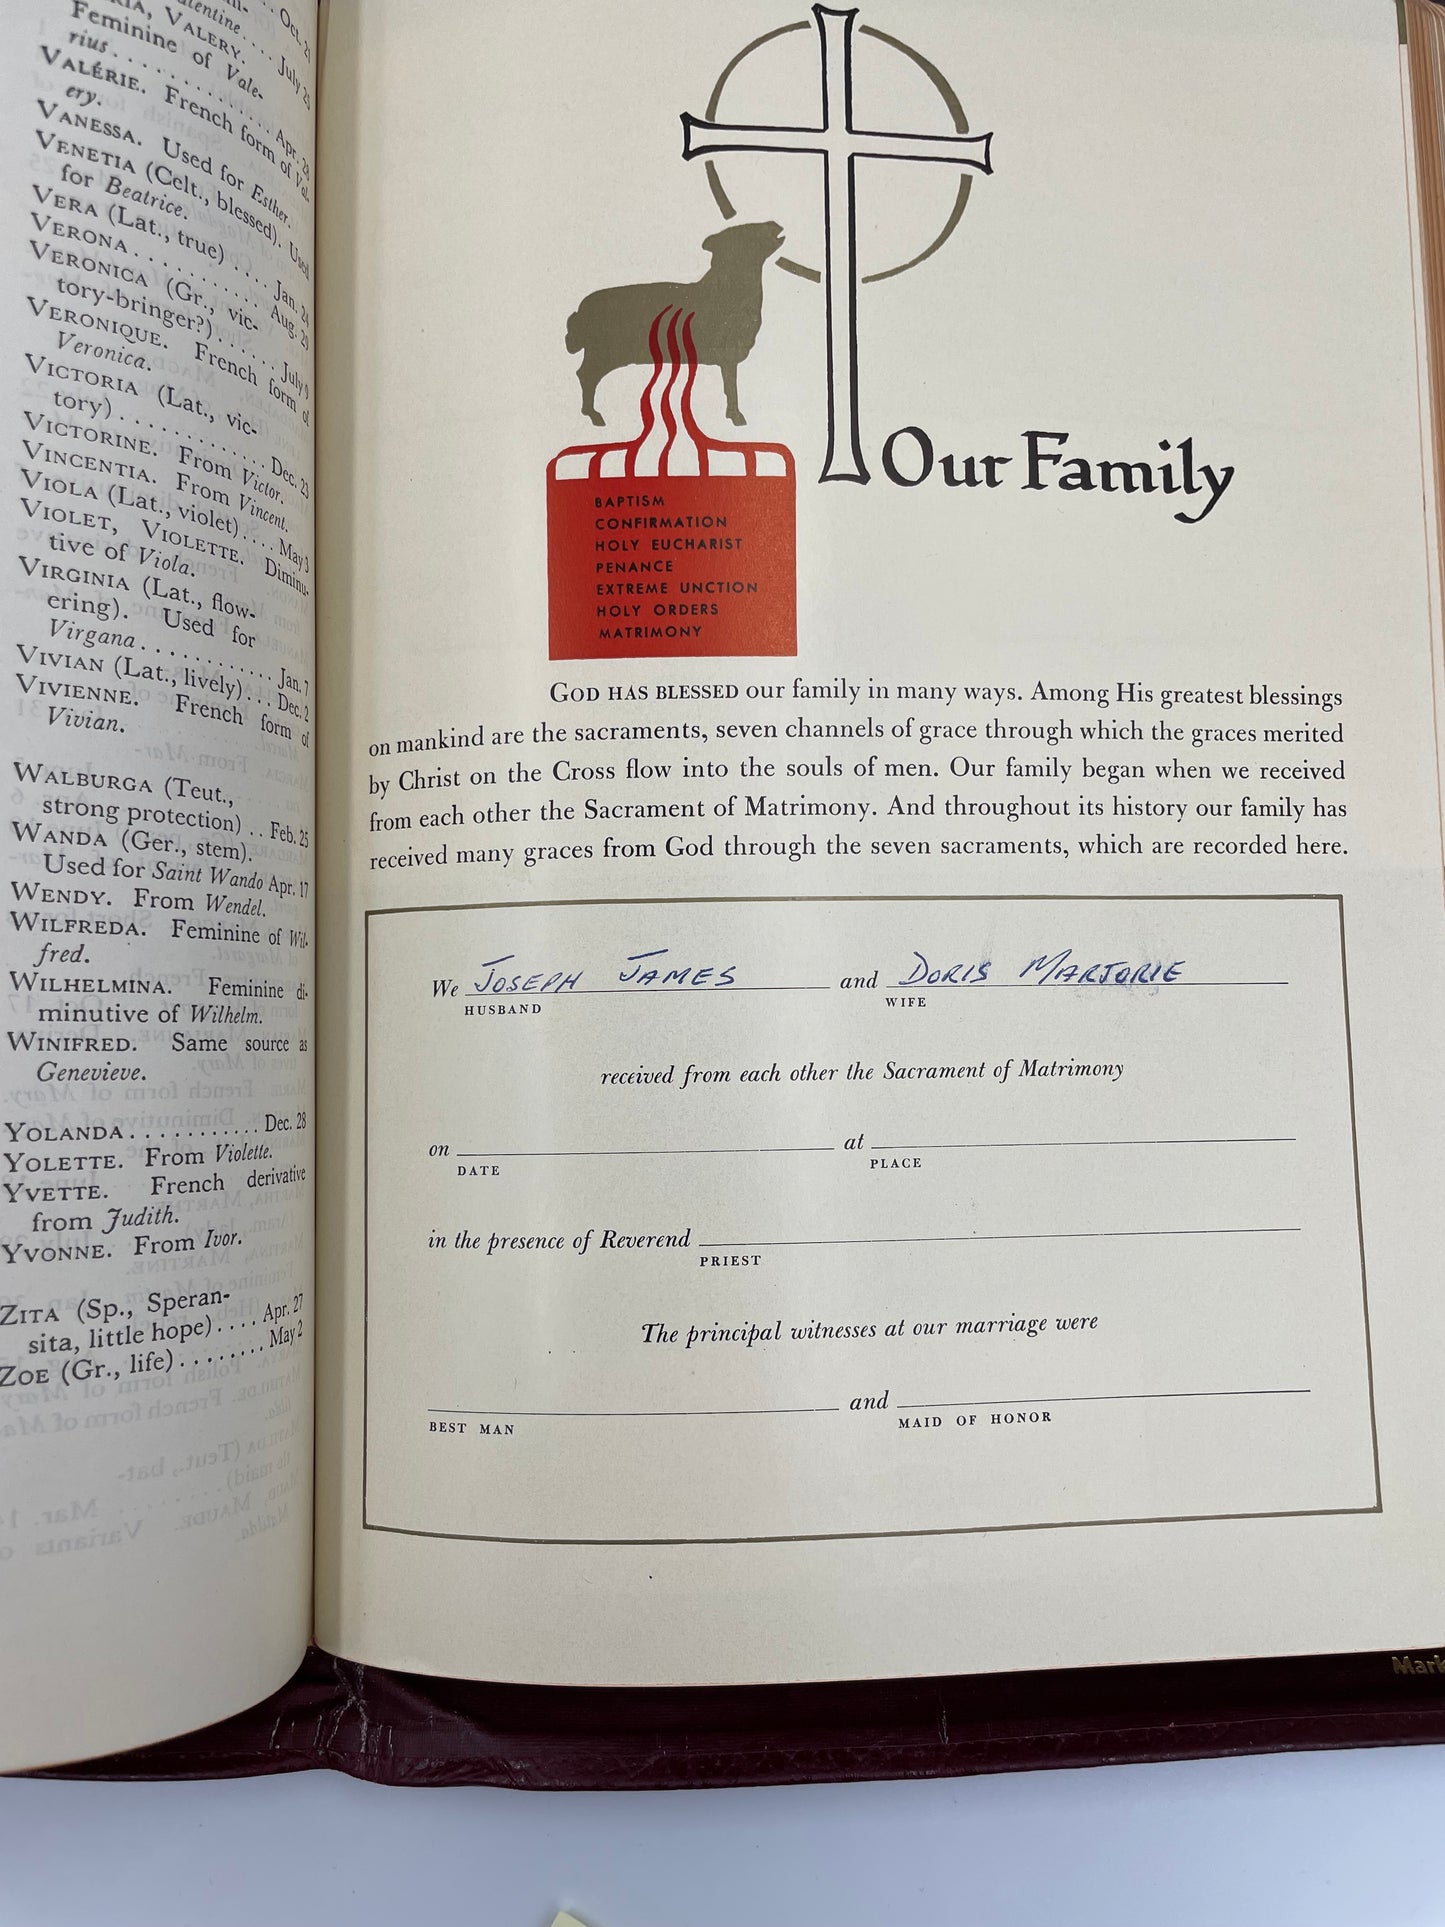 Oct. 21
VALERY.
Feminine of Vale-
rius. . . . . . . . . . . . July 25
VALÉRIE. French form of Val-
ery. Apr. 28
VANESSA. Used for Esther.
VENETIA (Celt., blessed). Used
for Beatrice.
VERA (Lat., true) . . . . Jan. 24
VERONA . . . . . . . . . . . Aug. 29
VERONICA (Gr., vic-
tory-bringer?) . . . . . . July 9
VERONIQUE. French form of
Veronica.
VICTORIA (Lat., vic-
tory) . . . . . . . . . . . . Dec. 23
VICTORINE. From Victor.
VINCENTIA. From Vincent.
VIOLA (Lat., violet) . . . . May 3
VIOLET, VIOLETTE. Diminu-
tive of Viola.
VIRGINIA (Lat., flow-
ering). Used for
Virgana . . . . . . . . . . . Jan. 7
VIVIAN (Lat., lively) . . . Dec. 2
VIVIENNE. French form of
Vivian.
WALBURGA (Teut.,
strong protection) . . Feb. 25
WANDA (Ger., stem).
Used for Saint Wando Apr. 17
WENDY. From Wendel.
WILFREDA. Feminine of Wil-
fred.
WILHELMINA. Feminine di-
minutive of Wilhelm.
WINIFRED. Same source as
Genevieve.
YOLANDA . . . . . . . . . . . Dec. 28
YOLETTE. From Violette.
YVETTE. French derivative
from Judith.
YVONNE. From Ivor.
ZITA (Sp., Speran-
sita, little hope) . . . . Apr. 27
ZOE (Gr., life) . . . . . . . . May 2
Our Family
BAPTISM
CONFIRMATION
HOLY EUCHARIST
PENANCE
EXTREME UNCTION
HOLY ORDERS
MATRIMONY
GOD HAS BLESSED our family in many ways. Among His greatest blessings
on mankind are the sacraments, seven channels of grace through which the graces merited
by Christ on the Cross flow into the souls of men. Our family began when we received
from each other the Sacrament of Matrimony. And throughout its history our family has
received many graces from God through the seven sacraments, which are recorded here.
We JOSEPH JAMES and DORIS MARJORIE
HUSBAND WIFE
received from each other the Sacrament of Matrimony
on at
DATE PLACE
in the presence of Reverend
PRIEST
The principal witnesses at our marriage were
and
BEST MAN MAID OF HONOR
Mark